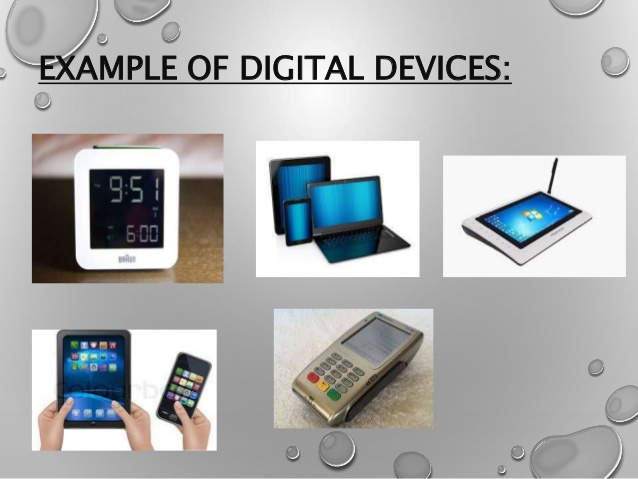 EXAMPLE OF DIGITAL DEVICES:
9:51
6:00
BRAUN